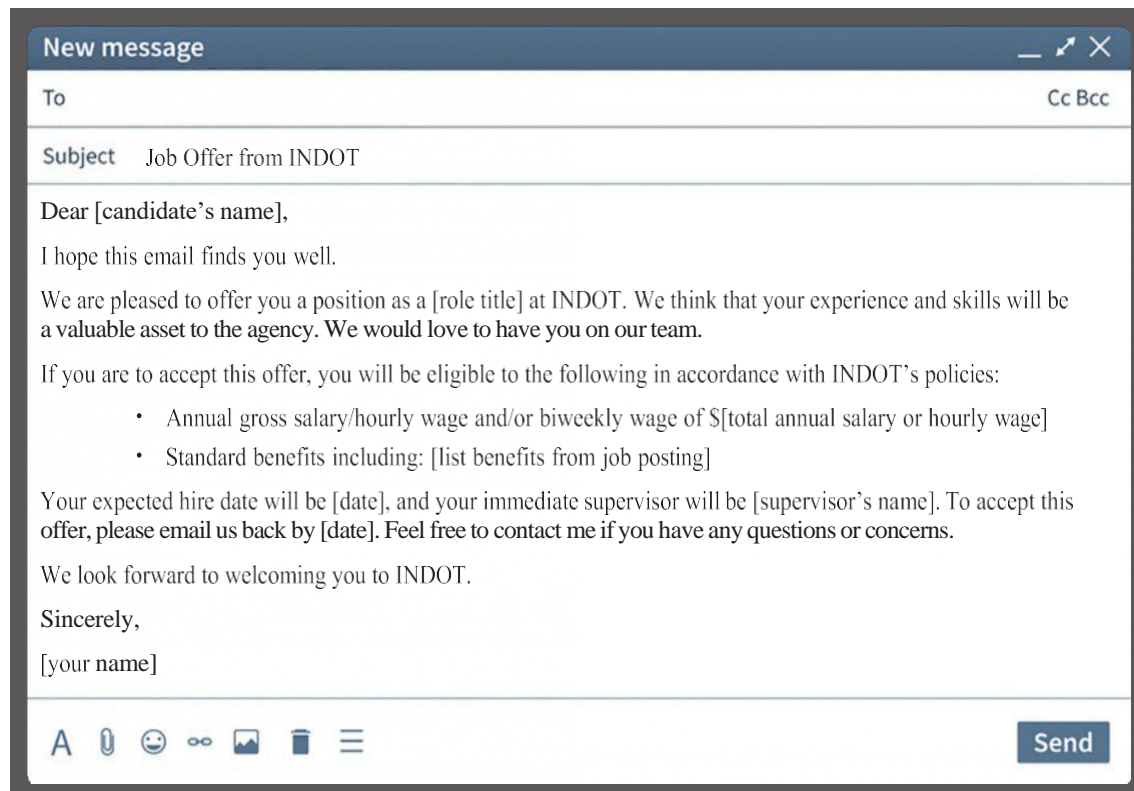 New message
To
Cc Bcc
Subject Job Offer from INDOT
Dear [candidate’s name],
I hope this email finds you well.
We are pleased to offer you a position as a [role title] at INDOT. We think that your experience and skills will be
a valuable asset to the agency. We would love to have you on our team.
If you are to accept this offer, you will be eligible to the following in accordance with INDOT’s policies:
• Annual gross salary/hourly wage and/or biweekly wage of $[total annual salary or hourly wage]
• Standard benefits including: [list benefits from job posting]
Your expected hire date will be [date], and your immediate supervisor will be [supervisor’s name]. To accept this
offer, please email us back by [date]. Feel free to contact me if you have any questions or concerns.
We look forward to welcoming you to INDOT.
Sincerely,
[your name]
A
Send